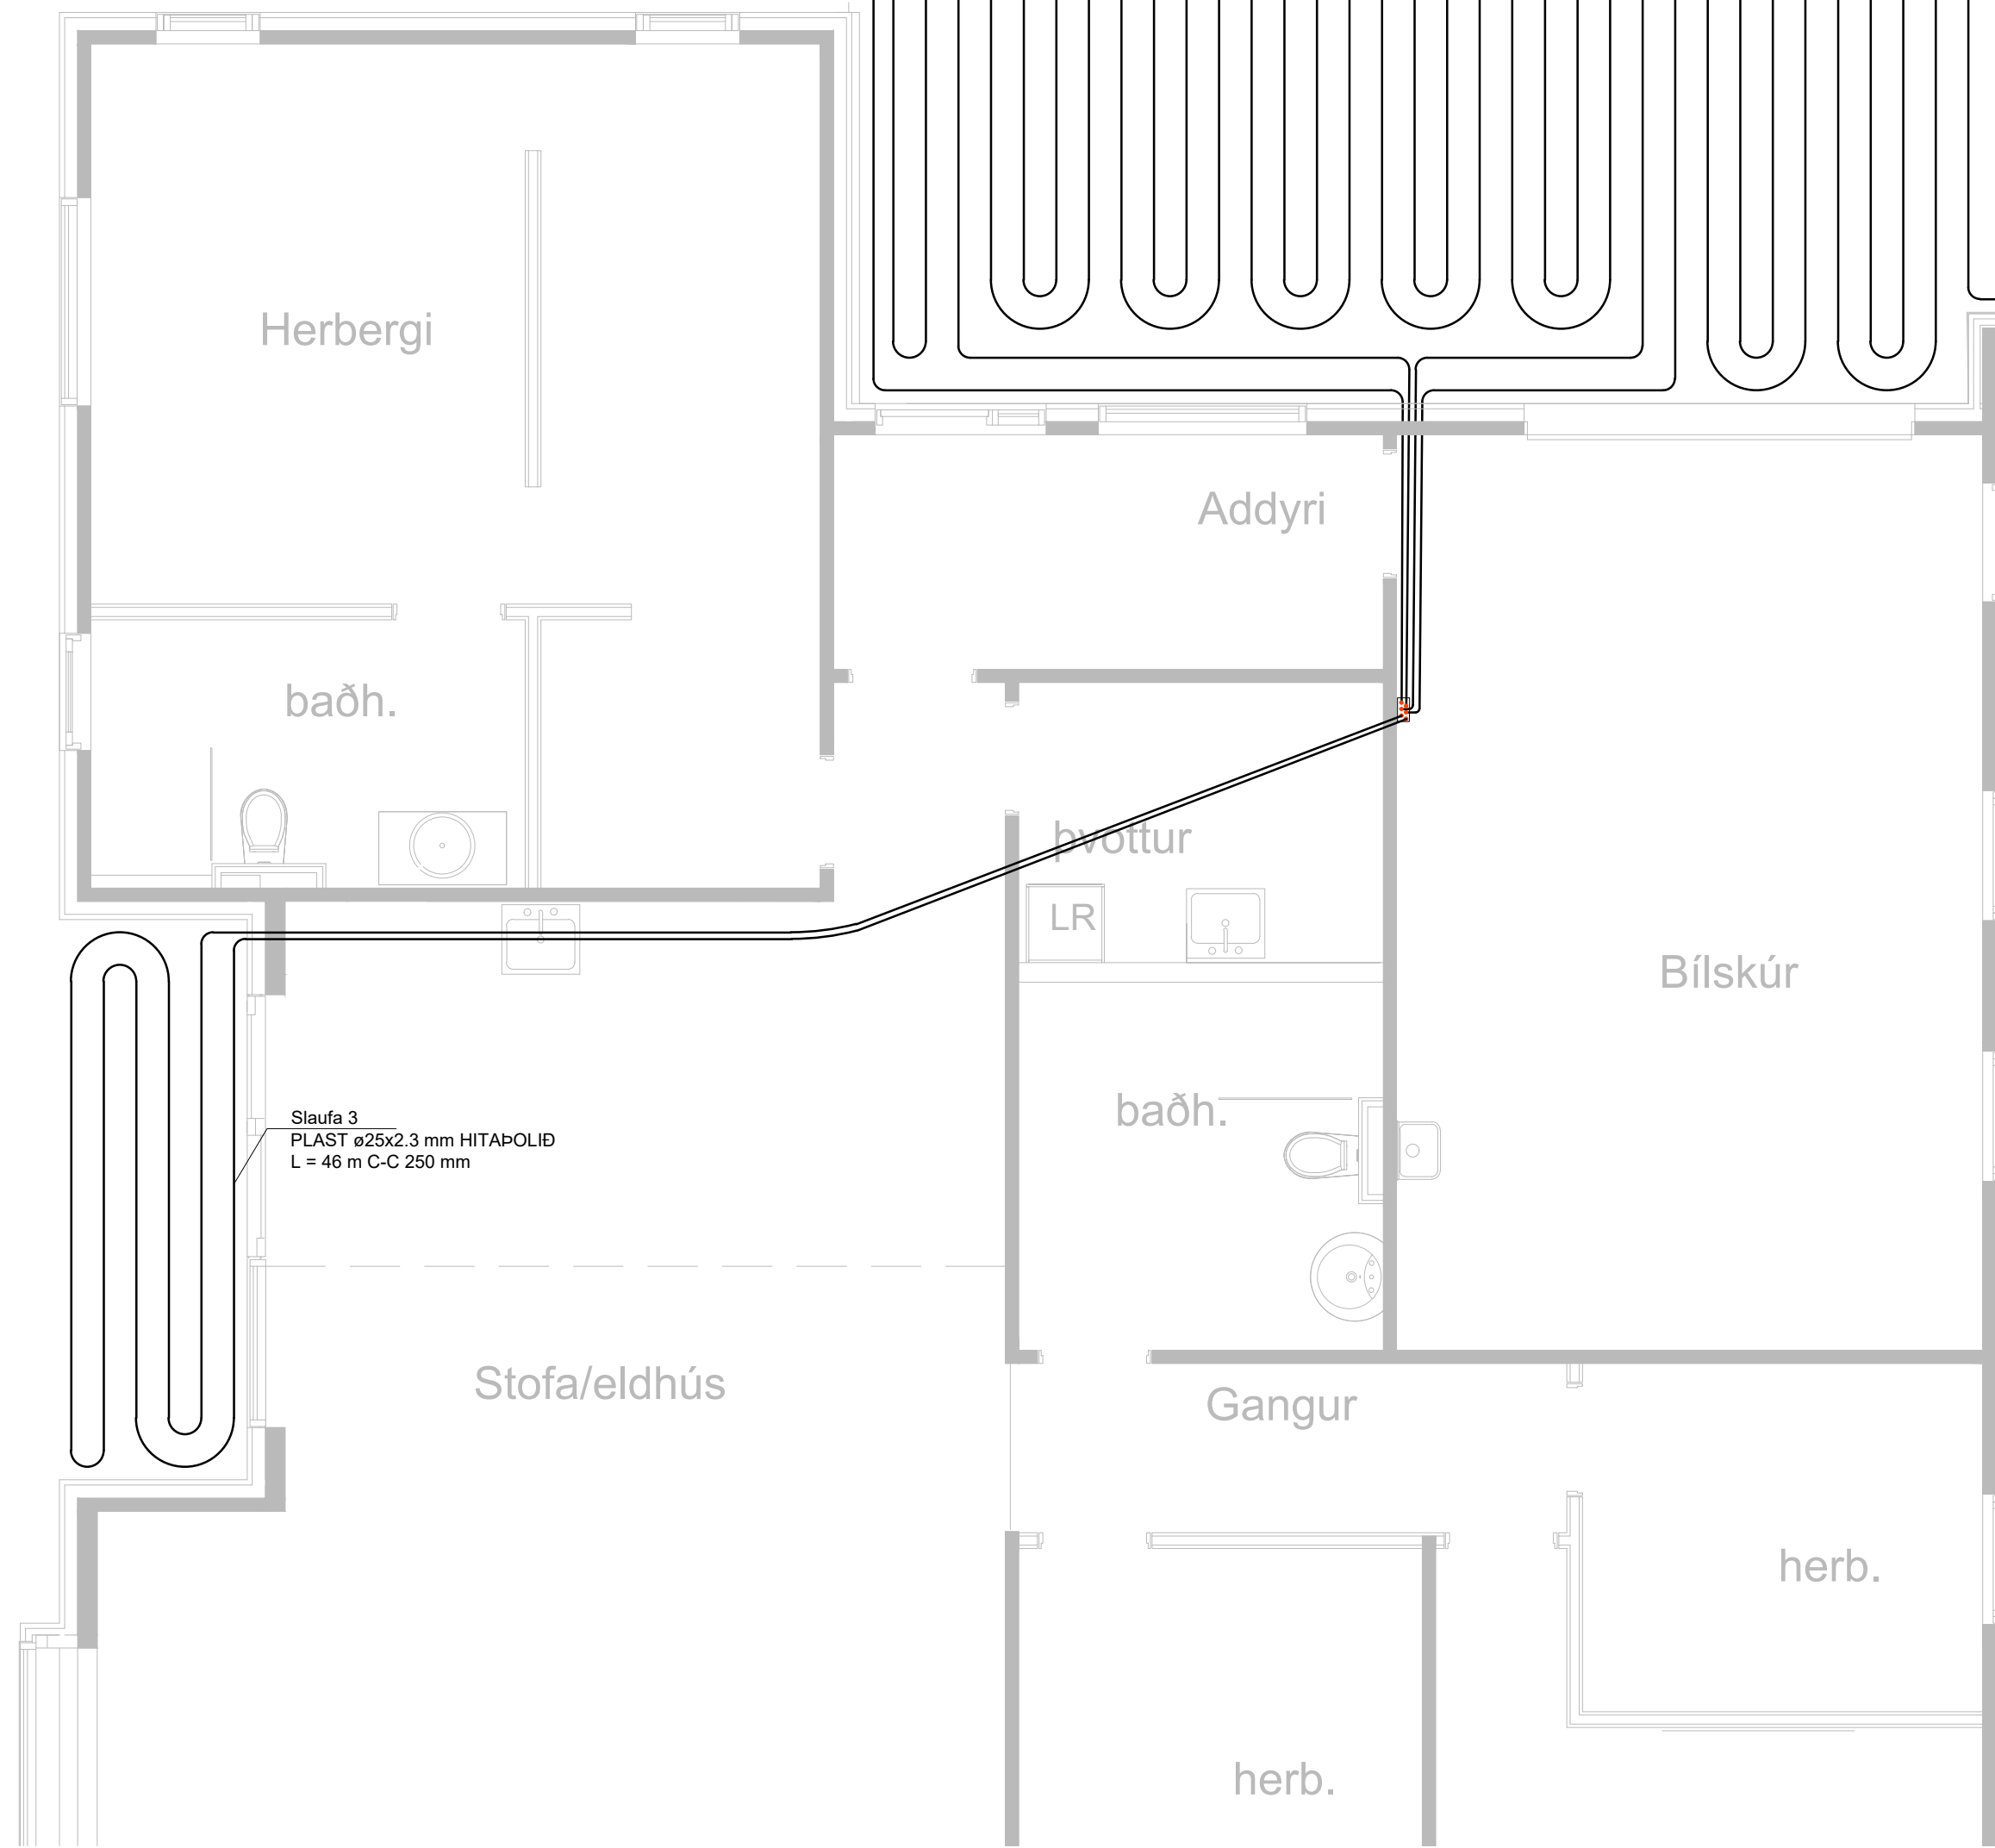 Herbergi
Addyri
baðh.
þvottur
LR
Bílskúr
baðh.
Slaufa 3
PLAST ø25x2.3 mm HITAÞOLIÐ
L = 46 m C-C 250 mm
Stofa/eldhús
Gangur
herb.
herb.